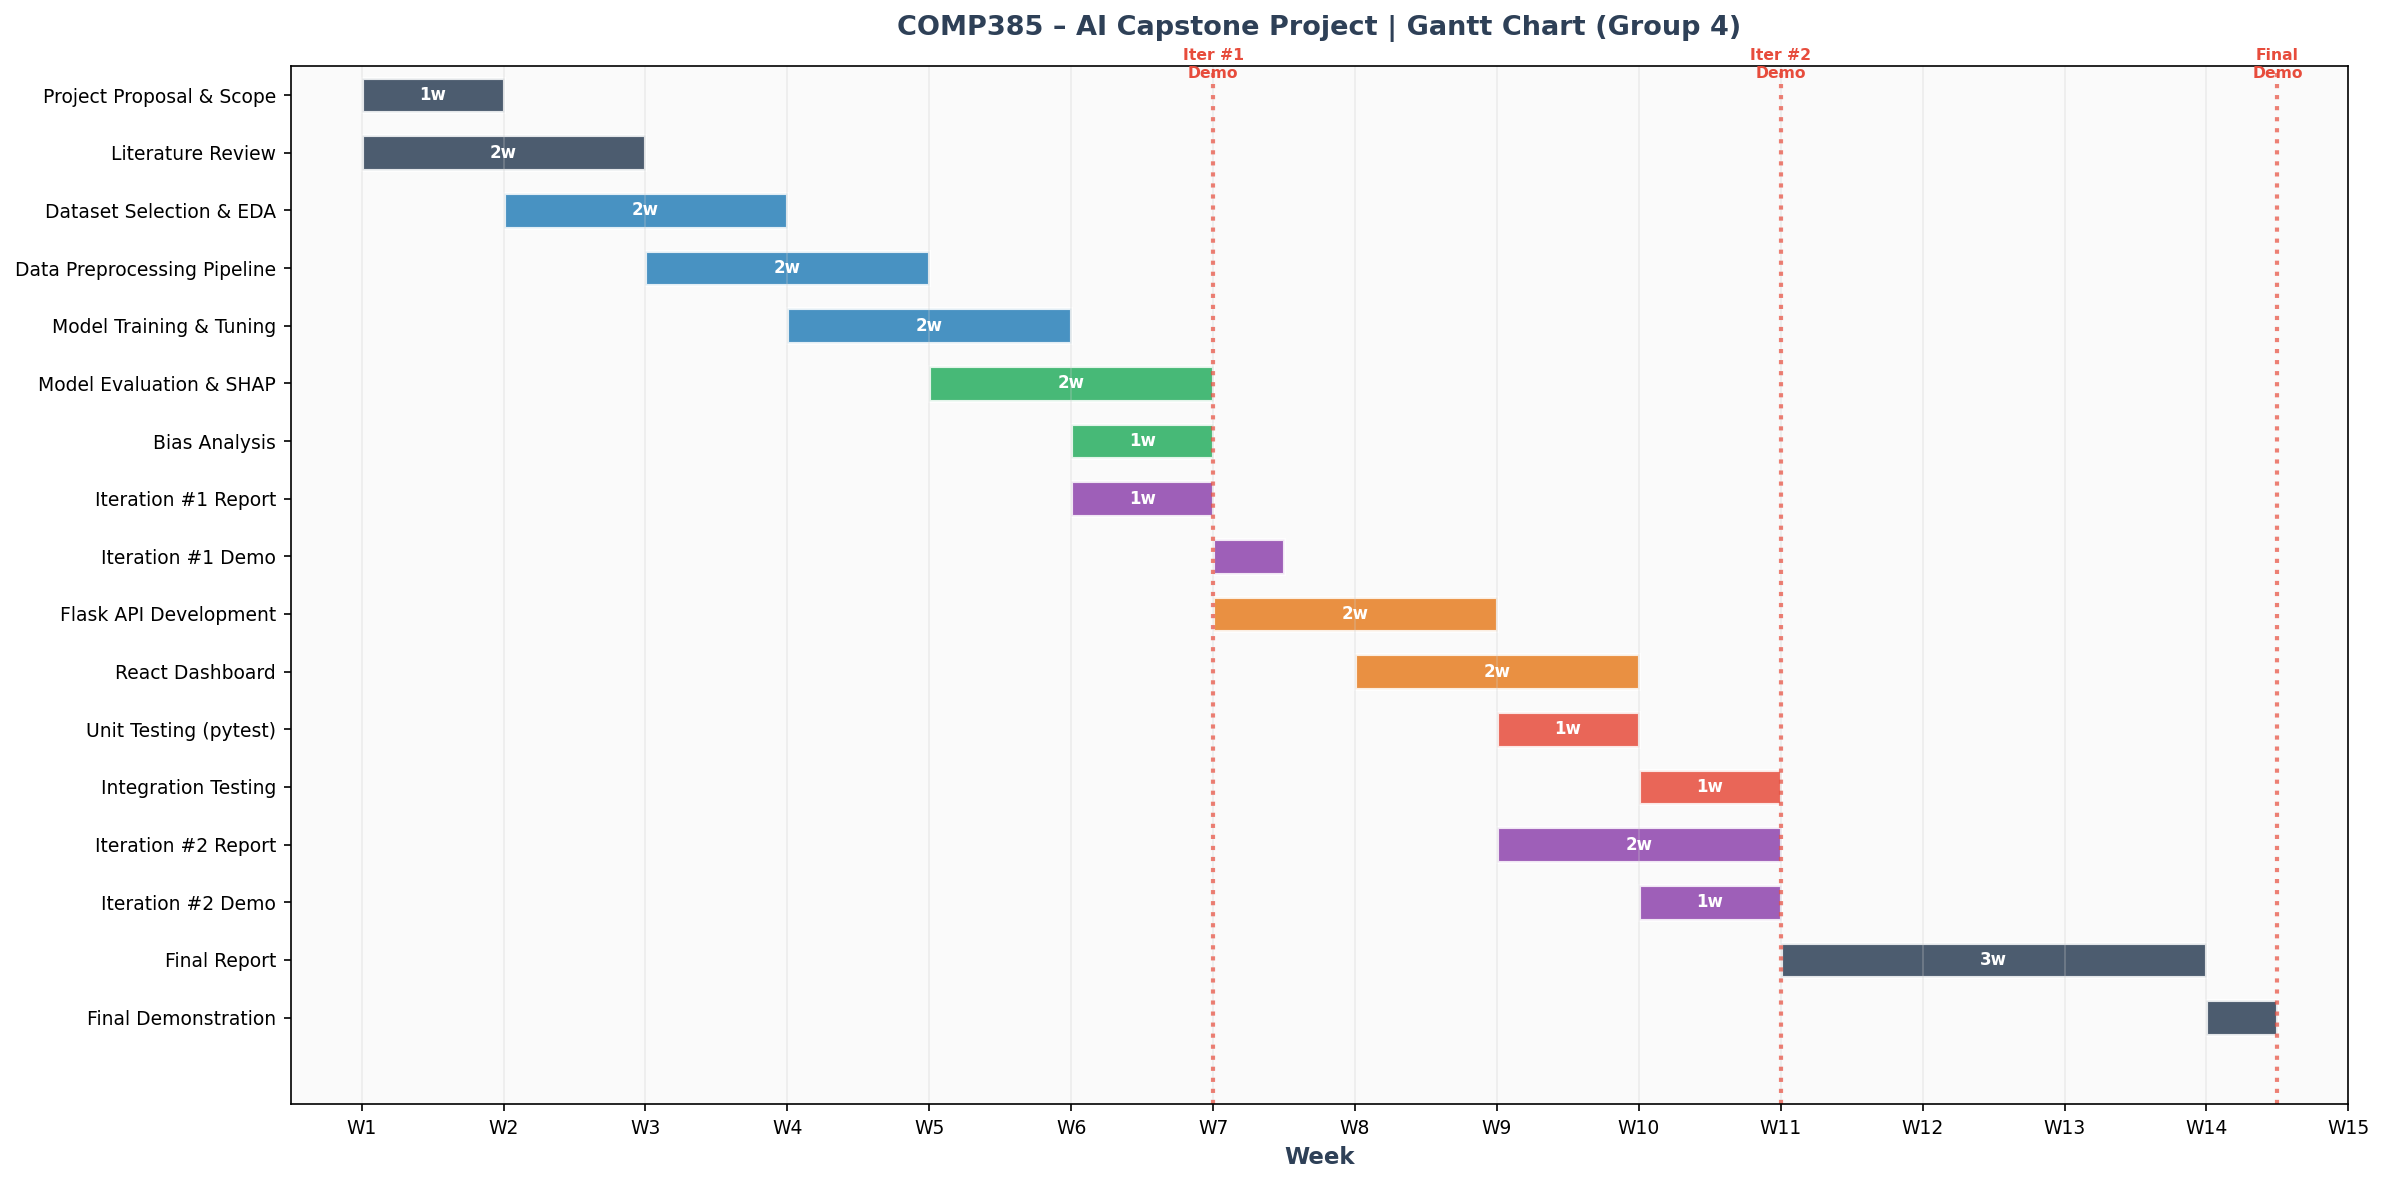 COMP385 – AI Capstone Project | Gantt Chart (Group 4)
Iter #1
Demo
Iter #2
Demo
Final
Demo
Project Proposal & Scope
1w
Literature Review
2w
Dataset Selection & EDA
2w
Data Preprocessing Pipeline
2w
Model Training & Tuning
2w
Model Evaluation & SHAP
2w
Bias Analysis
1w
Iteration #1 Report
1w
Iteration #1 Demo
Flask API Development
2w
React Dashboard
2w
Unit Testing (pytest)
1w
Integration Testing
1w
Iteration #2 Report
2w
Iteration #2 Demo
1w
Final Report
3w
Final Demonstration
W1 W2 W3 W4 W5 W6 W7 W8 W9 W10 W11 W12 W13 W14 W15
Week